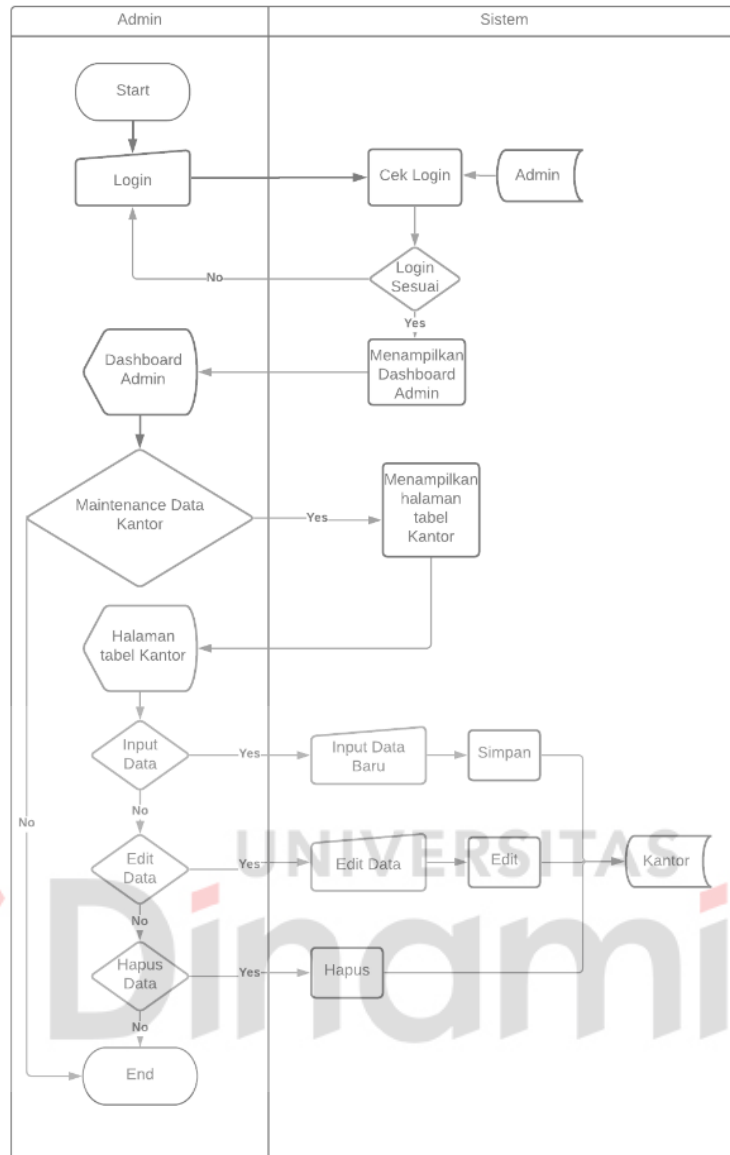 Admin
Sistem
Start
Login
Cek Login
Admin
Login
Sesuai
No
Yes
Dashboard
Admin
Menampilkan
Dashboard
Admin
Maintenance Data
Kantor
Yes
Menampilkan
halaman
tabel
Kantor
Halaman
tabel Kantor
Input
Data
Yes
Input Data
Baru
Simpan
No
No
Edit
Data
Yes
Edit Data
Edit
Kantor
No
Hapus
Data
Yes
Hapus
No
End
UNIVERSITAS
Dinami